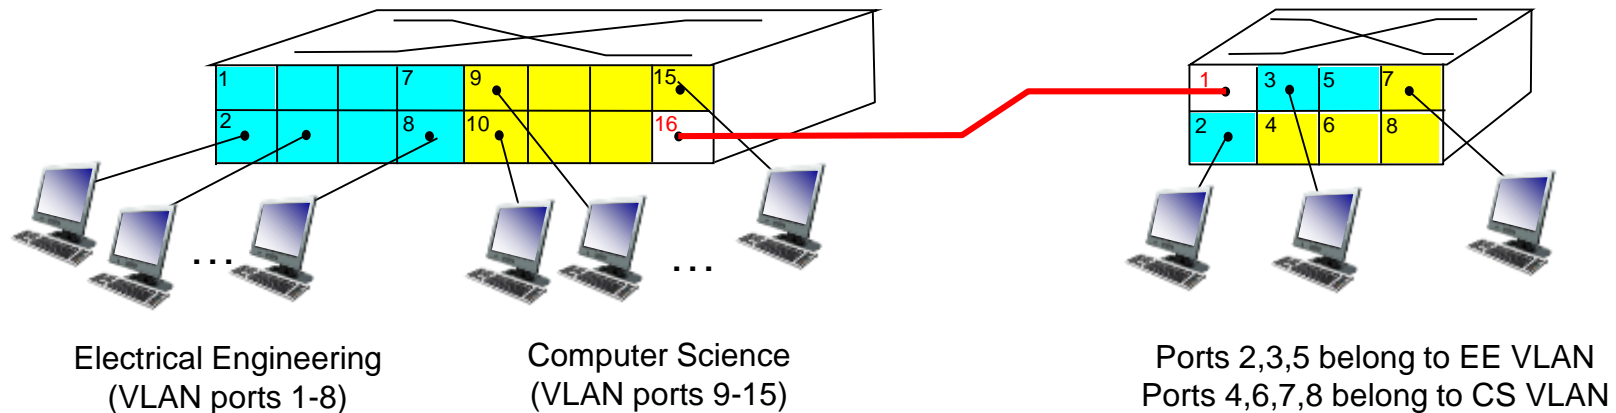 1 7 9 15
2 8 10 16
1 3 5 7
2 4 6 8
... ...
Electrical Engineering
(VLAN ports 1-8)
Computer Science
(VLAN ports 9-15)
Ports 2,3,5 belong to EE VLAN
Ports 4,6,7,8 belong to CS VLAN